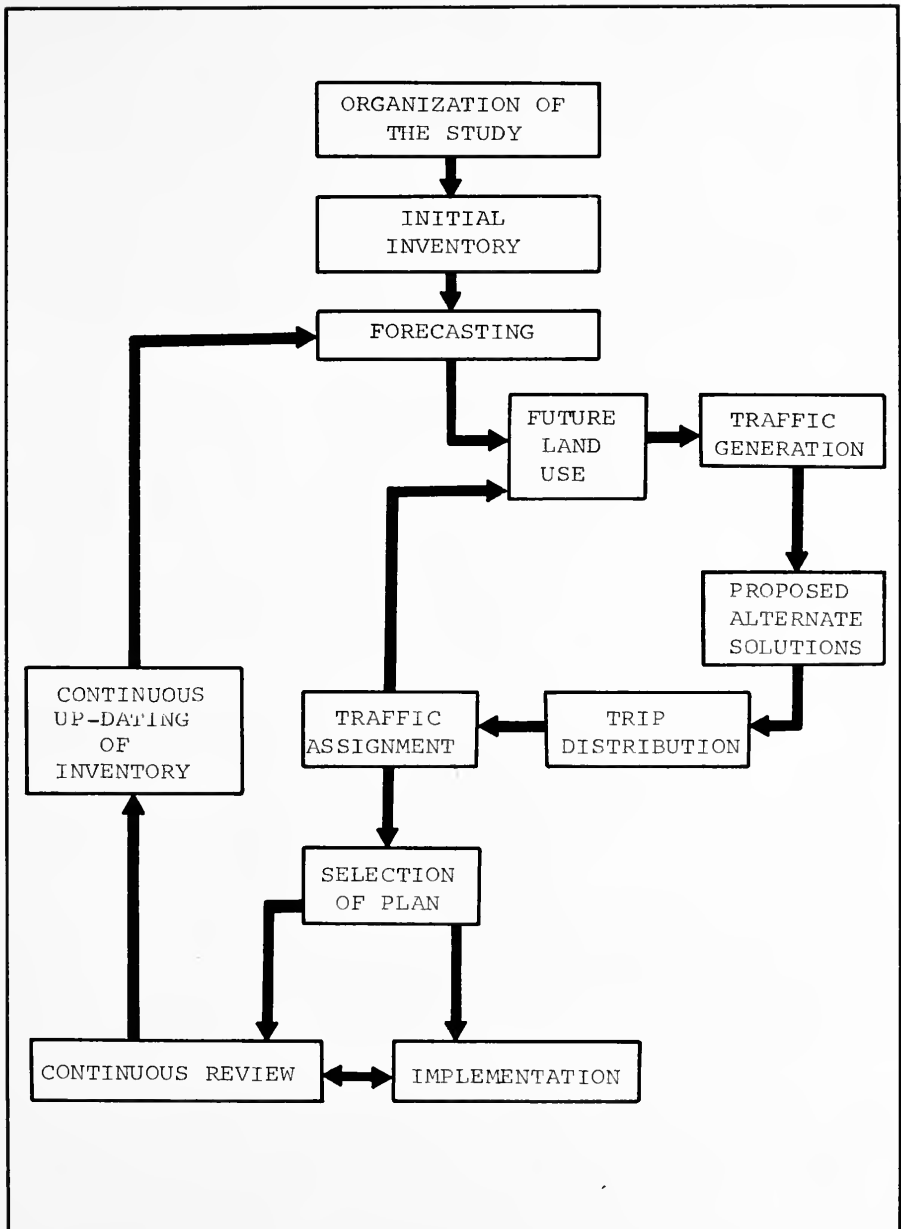 ORGANIZATION OF
THE STUDY
INITIAL
INVENTORY
FORECASTING
FUTURE
LAND
USE
TRAFFIC
GENERATION
PROPOSED
ALTERNATE
SOLUTIONS
TRIP
DISTRIBUTION
TRAFFIC
ASSIGNMENT
CONTINUOUS
UP-DATING
OF
INVENTORY
SELECTION
OF PLAN
CONTINUOUS REVIEW
IMPLEMENTATION